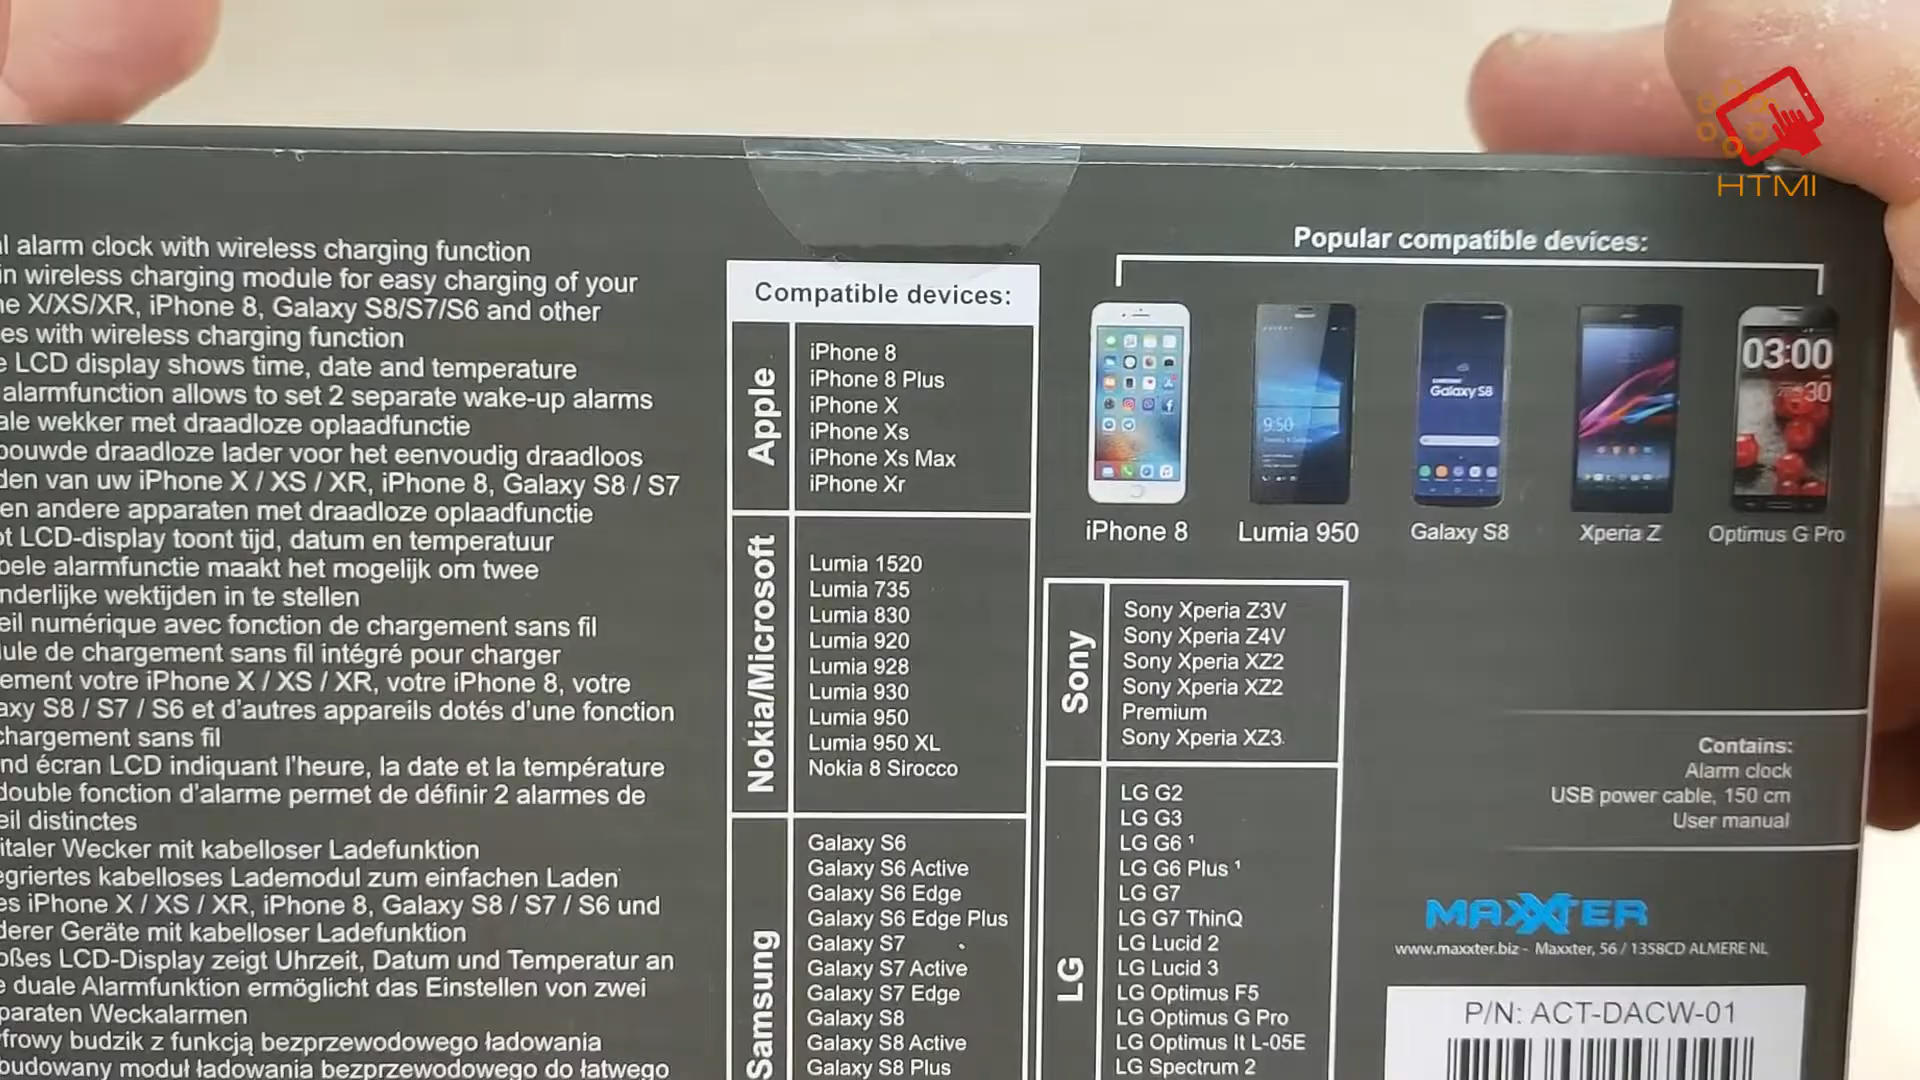 HTMI
l alarm clock with wireless charging function
in wireless charging module for easy charging of your
e X/XS/XR, iPhone 8, Galaxy S8/S7/S6 and other
es with wireless charging function
e LCD display shows time, date and temperature
alarmfunction allows to set 2 separate wake-up alarms
ale wekker met draadloze oplaadfunctie
bouwde draadloze lader voor het eenvoudig draadloos
den van uw iPhone X / XS / XR, iPhone 8, Galaxy S8 / S7
en andere apparaten met draadloze oplaadfunctie
ot LCD-display toont tijd, datum en temperatuur
bele alarmfunctie maakt het mogelijk om twee
nderlijke wektijden in te stellen
eil numérique avec fonction de chargement sans fil
ule de chargement sans fil intégré pour charger
ement votre iPhone X / XS / XR, votre iPhone 8, votre
axy S8 / S7 / S6 et d'autres appareils dotés d'une fonction
chargement sans fil
nd écran LCD indiquant l'heure, la date et la température
double fonction d'alarme permet de définir 2 alarmes de
eil distinctes
italer Wecker mit kabelloser Ladefunktion
egriertes kabelloses Lademodul zum einfachen Laden
es iPhone X / XS / XR, iPhone 8, Galaxy S8 / S7 / S6 und
derer Geräte mit kabelloser Ladefunktion
oßes LCD-Display zeigt Uhrzeit, Datum und Temperatur an
e duale Alarmfunktion ermöglicht das Einstellen von zwei
paraten Weckalarmen
yfrowy budzik z funkcją bezprzewodowego ładowania
budowany moduł ładowania bezprzewodowego do łatwego
Compatible devices:
Apple
iPhone 8
iPhone 8 Plus
iPhone X
iPhone Xs
iPhone Xs Max
iPhone Xr
Nokia/Microsoft
Lumia 1520
Lumia 735
Lumia 830
Lumia 920
Lumia 928
Lumia 930
Lumia 950
Lumia 950 XL
Nokia 8 Sirocco
Samsung
Galaxy S6
Galaxy S6 Active
Galaxy S6 Edge
Galaxy S6 Edge Plus
Galaxy S7
Galaxy S7 Active
Galaxy S7 Edge
Galaxy S8
Galaxy S8 Active
Galaxy S8 Plus
Popular compatible devices:
9:50
SAMSUNG
Galaxy S8
03:00
30
iPhone 8
Lumia 950
Galaxy S8
Xperia Z
Optimus G Pro
Sony
Sony Xperia Z3V
Sony Xperia Z4V
Sony Xperia XZ2
Sony Xperia XZ2
Premium
Sony Xperia XZ3
LG
LG G2
LG G3
LG G6 ¹
LG G6 Plus ¹
LG G7
LG G7 ThinQ
LG Lucid 2
LG Lucid 3
LG Optimus F5
LG Optimus G Pro
LG Optimus It L-05E
LG Spectrum 2
Contains:
Alarm clock
USB power cable, 150 cm
User manual
MAXXTER
www.maxxter.biz - Maxxter, 56 / 1358CD ALMERE NL
P/N: ACT-DACW-01